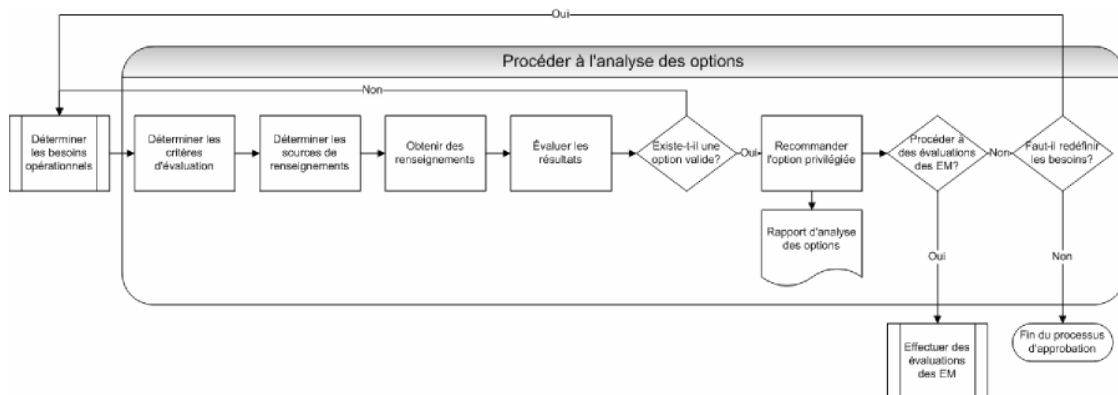 Oui
Procéder à l'analyse des options
Non
Déterminer
les besoins
opérationnels
Déterminer les
critères
d'évaluation
Déterminer les
sources de
renseignements
Obtenir des
renseignements
Évaluer les
résultats
Existe-t-il une
option valide?
Oui
Recommander
l'option privilégiée
Procéder à
des évaluations
des EM?
Non
Faut-il redéfinir
les besoins?
Rapport d'analyse
des options
Oui
Non
Effectuer des
évaluations
des EM
Fin du processus
d'approbation